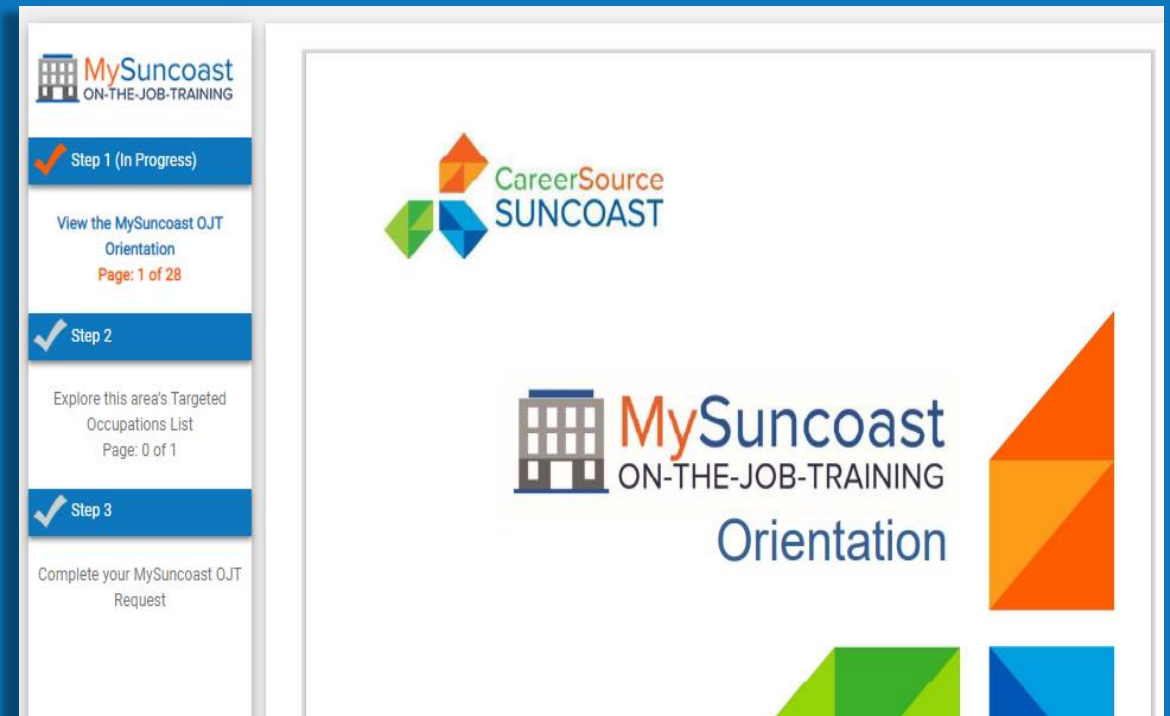 MySuncoast
ON-THE-JOB-TRAINING
Step 1 (In Progress)
View the MySuncoast OJT
Orientation
Page: 1 of 28
Step 2
Explore this area's Targeted
Occupations List
Page: 0 of 1
Step 3
Complete your MySuncoast OJT
Request
CareerSource
SUNCOAST
MySuncoast
ON-THE-JOB-TRAINING
Orientation